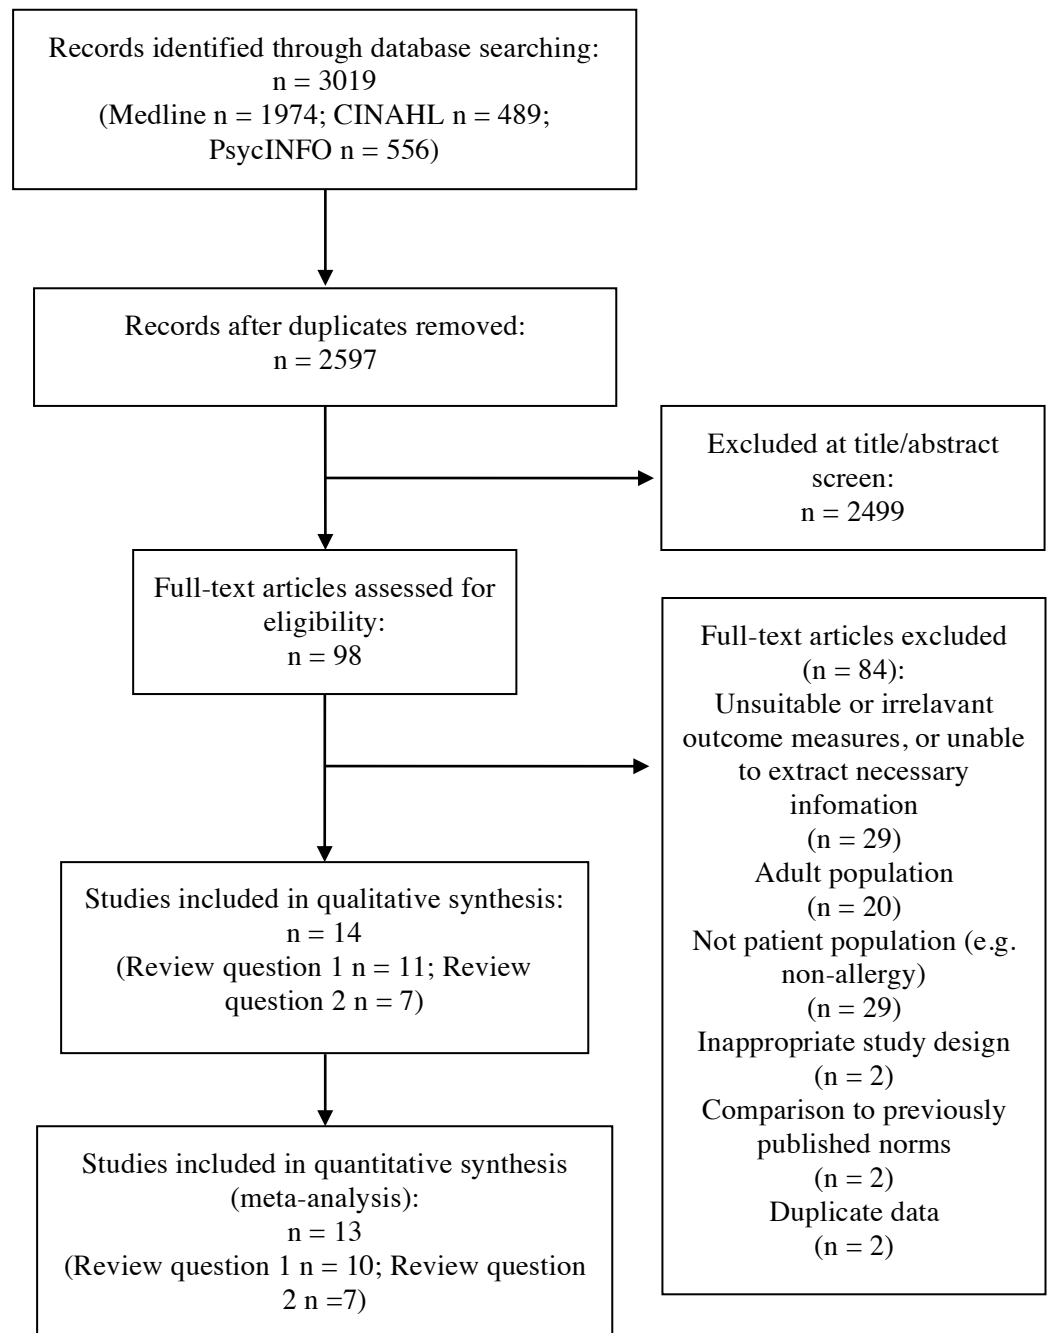 Records identified through database searching:
n = 3019
(Medline n = 1974; CINAHL n = 489;
PsycINFO n = 556)
Records after duplicates removed:
n = 2597
Excluded at title/abstract
screen:
n = 2499
Full-text articles assessed for
eligibility:
n = 98
Full-text articles excluded
(n = 84):
Unsuitable or irrelavant
outcome measures, or unable
to extract necessary
infomation
(n = 29)
Adult population
(n = 20)
Not patient population (e.g.
non-allergy)
(n = 29)
Inappropriate study design
(n = 2)
Comparison to previously
published norms
(n = 2)
Duplicate data
(n = 2)
Studies included in qualitative synthesis:
n = 14
(Review question 1 n = 11; Review
question 2 n = 7)
Studies included in quantitative synthesis
(meta-analysis):
n = 13
(Review question 1 n = 10; Review question
2 n =7)